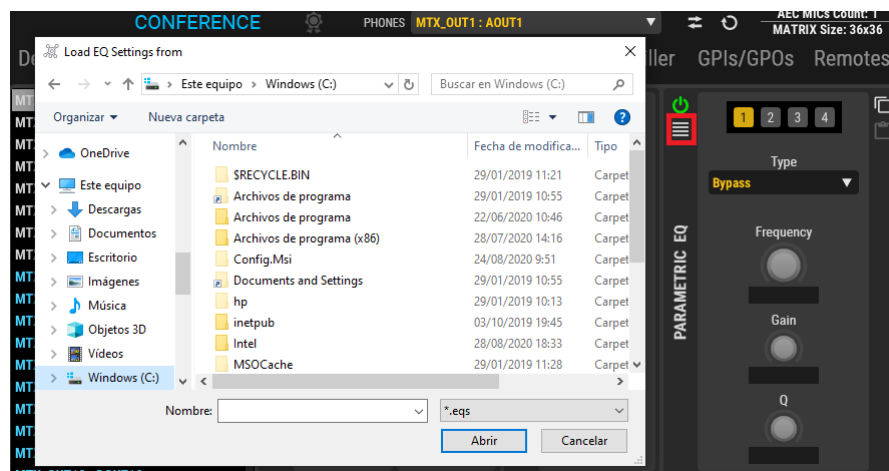 CONFERENCE
PHONES MTX_OUT1 : AOUT1
AEC MICs Count: 1
MATRIX Size: 36x36
ller GPIs/GPOs Remotes
Load EQ Settings from
Este equipo > Windows (C:)
Buscar en Windows (C:)
Organizar Nueva carpeta
OneDrive
Este equipo
Descargas
Documentos
Escritorio
Imágenes
Música
Objetos 3D
Vídeos
Windows (C:)
Nombre Fecha de modifica... Tipo
$RECYCLE.BIN 29/01/2019 11:21 Carpet
Archivos de programa 29/01/2019 10:55 Carpet
Archivos de programa 22/06/2020 10:46 Carpet
Archivos de programa (x86) 28/07/2020 14:16 Carpet
Config.Msi 24/08/2020 9:51 Carpet
Documents and Settings 29/01/2019 10:55 Carpet
hp 29/01/2019 10:13 Carpet
inetpub 03/10/2019 19:45 Carpet
Intel 28/08/2020 18:33 Carpet
MSOCache 29/01/2019 11:28 Carpet
Nombre: *.eqs
Abrir Cancelar
PARAMETRIC EQ
1 2 3 4
Type
Bypass
Frequency
Gain
Q